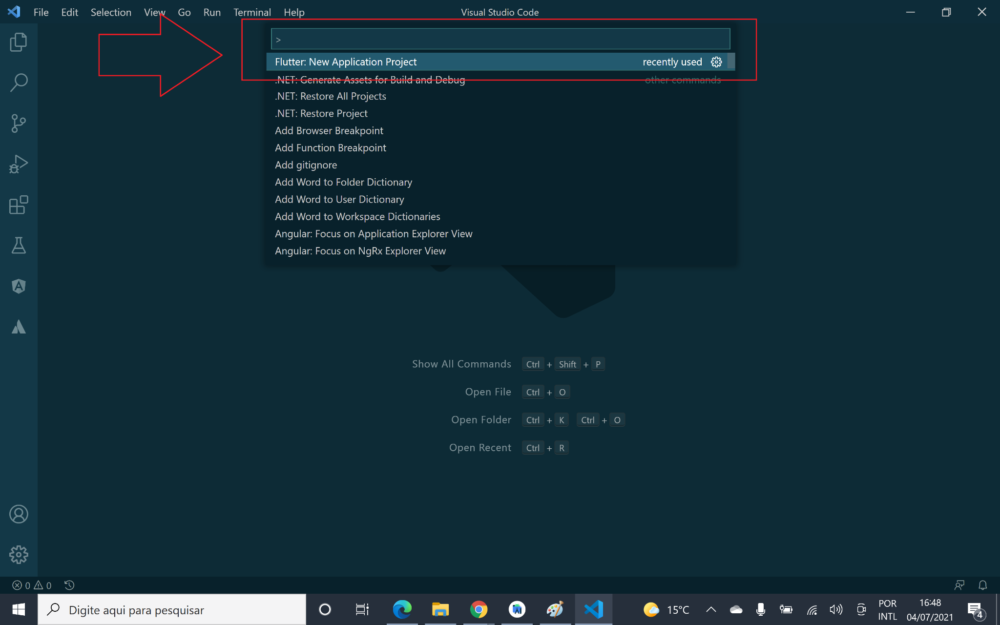 File Edit Selection View Go Run Terminal Help
Visual Studio Code
>
Flutter: New Application Project recently used
.NET: Generate Assets for Build and Debug other commands
.NET: Restore All Projects
.NET: Restore Project
Add Browser Breakpoint
Add Function Breakpoint
Add gitignore
Add Word to Folder Dictionary
Add Word to User Dictionary
Add Word to Workspace Dictionaries
Angular: Focus on Application Explorer View
Angular: Focus on NgRx Explorer View
Show All Commands Ctrl + Shift + P
Open File Ctrl + O
Open Folder Ctrl + K Ctrl + O
Open Recent Ctrl + R
0 0
Digite aqui para pesquisar
15°C
POR
INTL
16:48
04/07/2021
4